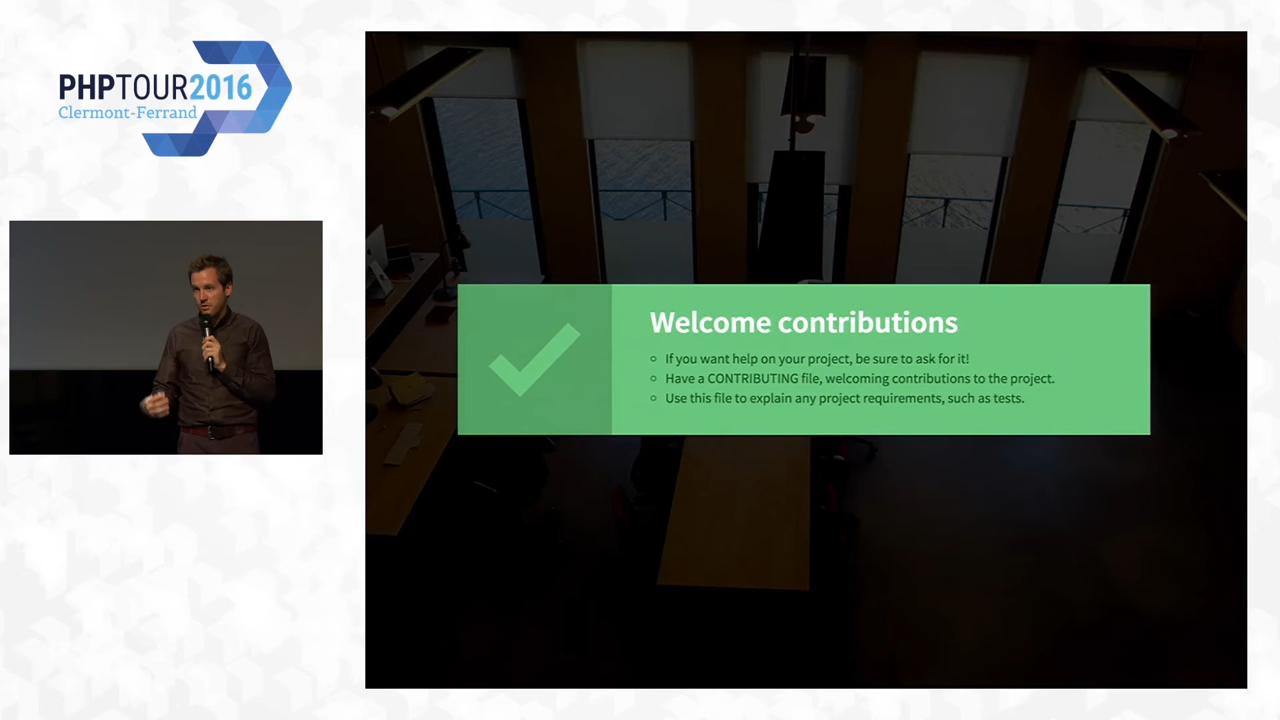 PHPTOUR2016
Clermont-Ferrand
Welcome contributions
If you want help on your project, be sure to ask for it!
Have a CONTRIBUTING file, welcoming contributions to the project.
Use this file to explain any project requirements, such as tests.